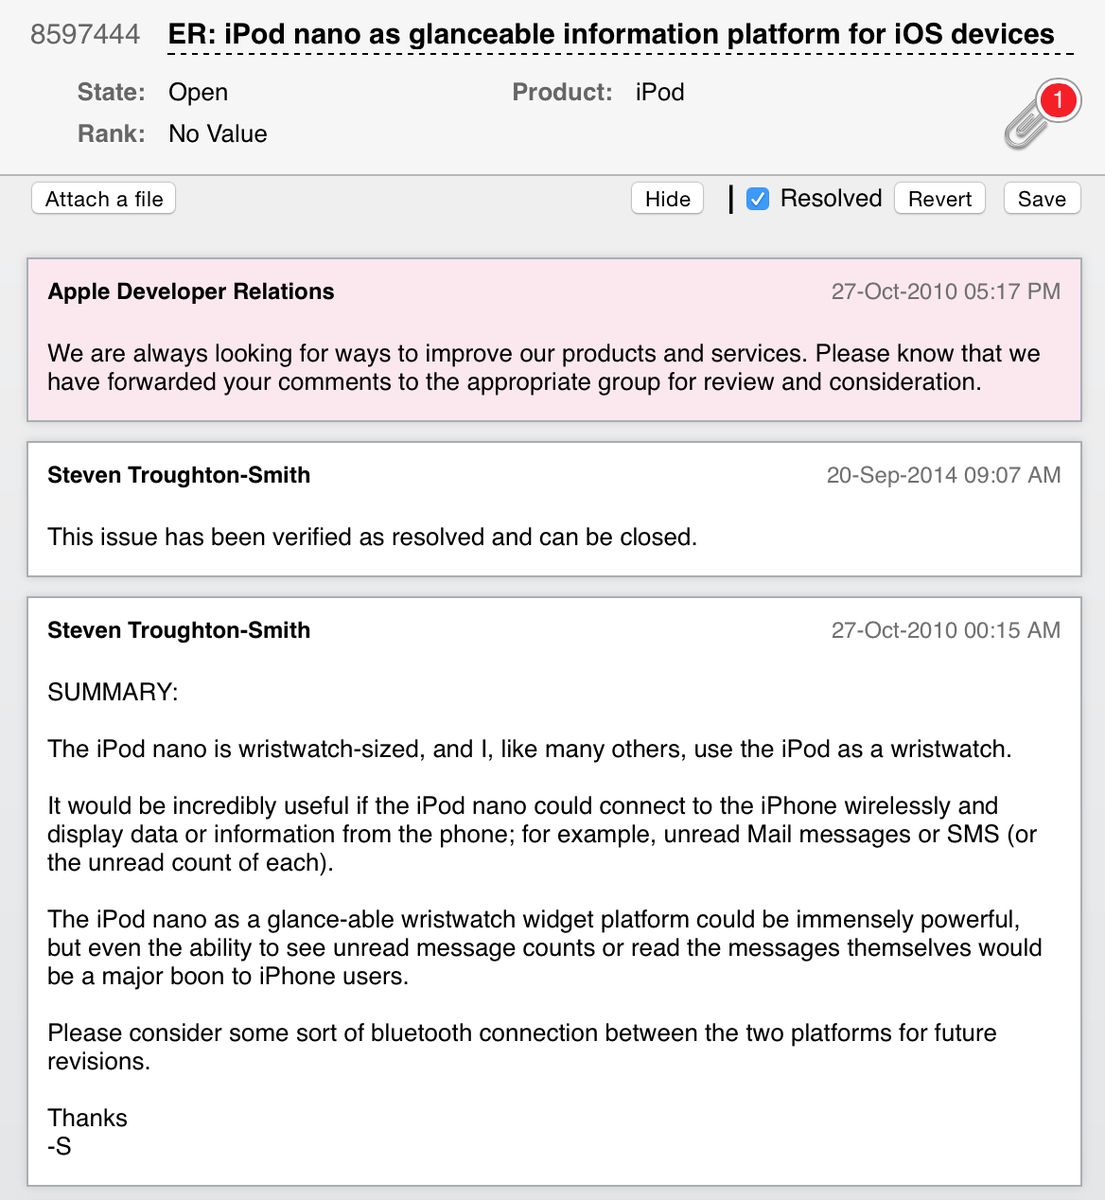 8597444 ER: iPod nano as glanceable information platform for iOS devices
State: Open Product: iPod
Rank: No Value
1
Attach a file Hide Resolved Revert Save
Apple Developer Relations 27-Oct-2010 05:17 PM
We are always looking for ways to improve our products and services. Please know that we
have forwarded your comments to the appropriate group for review and consideration.
Steven Troughton-Smith 20-Sep-2014 09:07 AM
This issue has been verified as resolved and can be closed.
Steven Troughton-Smith 27-Oct-2010 00:15 AM
SUMMARY:
The iPod nano is wristwatch-sized, and I, like many others, use the iPod as a wristwatch.
It would be incredibly useful if the iPod nano could connect to the iPhone wirelessly and
display data or information from the phone; for example, unread Mail messages or SMS (or
the unread count of each).
The iPod nano as a glance-able wristwatch widget platform could be immensely powerful,
but even the ability to see unread message counts or read the messages themselves would
be a major boon to iPhone users.
Please consider some sort of bluetooth connection between the two platforms for future
revisions.
Thanks
-S